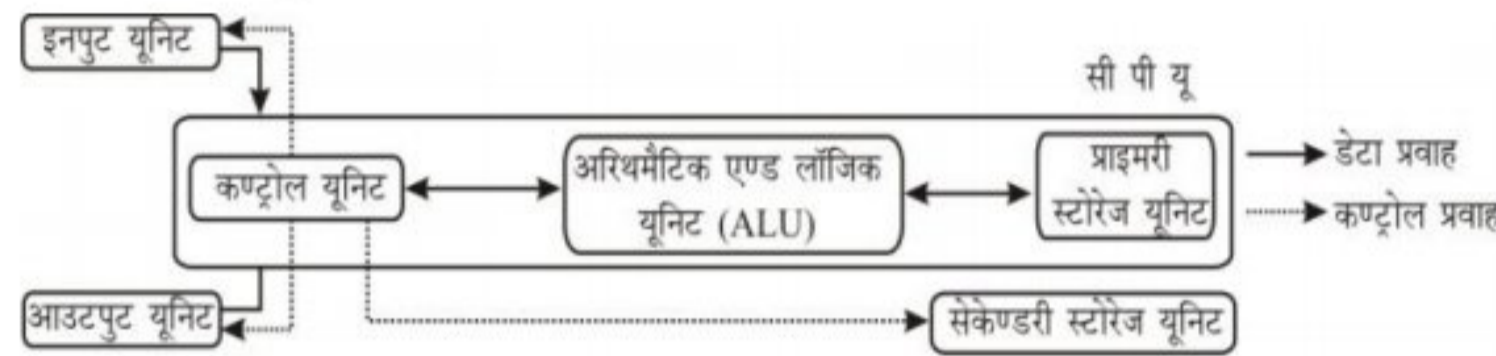 इनपुट यूनिट
सी पी यू
कण्ट्रोल यूनिट
अरिथमैटिक एण्ड लॉजिक
यूनिट (ALU)
प्राइमरी
स्टोरेज यूनिट
डेटा प्रवाह
कण्ट्रोल प्रवाह
आउटपुट यूनिट
सेकेण्डरी स्टोरेज यूनिट